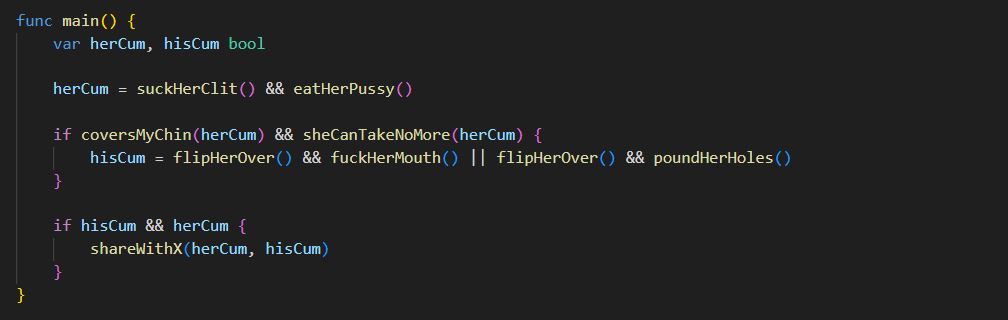 func main() {
var herCum, hisCum bool
herCum = suckHerClit() && eatHerPussy()
if coversMyChin(herCum) && sheCanTakeNoMore(herCum) {
hisCum = flipHerOver() && fuckHerMouth() || flipHerOver() && poundHerHoles()
}
if hisCum && herCum {
shareWithX(herCum, hisCum)
}
}